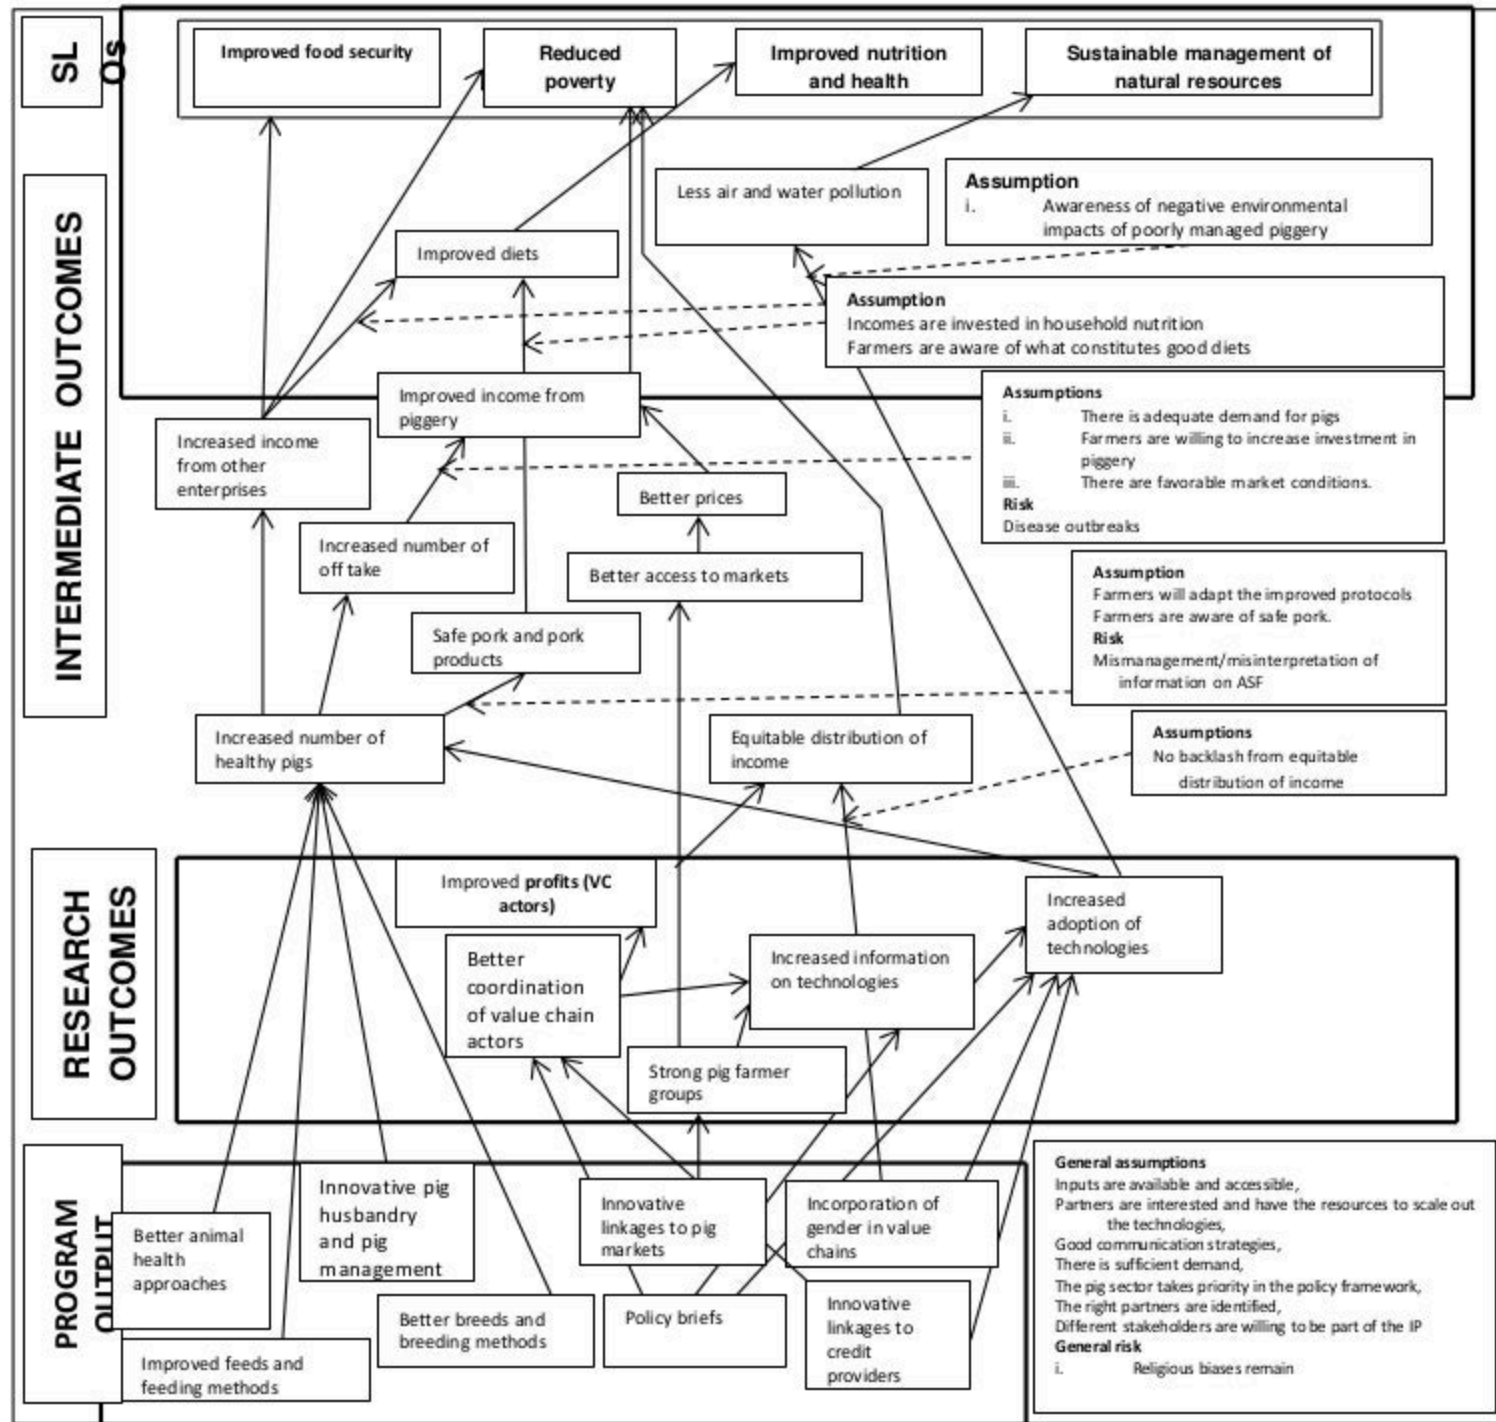 SL
Os
Improved food security
Reduced
poverty
Improved nutrition
and health
Sustainable management of
natural resources
INTERMEDIATE OUTCOMES
Less air and water pollution
Assumption
i. Awareness of negative environmental
impacts of poorly managed piggery
Improved diets
Assumption
Incomes are invested in household nutrition
Farmers are aware of what constitutes good diets
Improved income from
piggery
Assumptions
i. There is adequate demand for pigs
ii. Farmers are willing to increase investment in
piggery
iii. There are favorable market conditions.
Risk
Disease outbreaks
Increased income
from other
enterprises
Better prices
Increased number of
off take
Better access to markets
Assumption
Farmers will adapt the improved protocols
Farmers are aware of safe pork.
Risk
Mismanagement/misinterpretation of
information on ASF
Safe pork and pork
products
Increased number of
healthy pigs
Equitable distribution of
income
Assumptions
No backlash from equitable
distribution of income
RESEARCH
OUTCOMES
Improved profits (VC
actors)
Increased
adoption of
technologies
Better
coordination
of value chain
actors
Increased information
on technologies
Strong pig farmer
groups
PROGRAM
OUTPUT
Better animal
health
approaches
Innovative pig
husbandry
and pig
management
Innovative
linkages to pig
markets
Incorporation of
gender in value
chains
Improved feeds and
feeding methods
Better breeds and
breeding methods
Policy briefs
Innovative
linkages to
credit
providers
General assumptions
Inputs are available and accessible,
Partners are interested and have the resources to scale out
the technologies,
Good communication strategies,
There is sufficient demand,
The pig sector takes priority in the policy framework,
The right partners are identified,
Different stakeholders are willing to be part of the IP
General risk
i. Religious biases remain